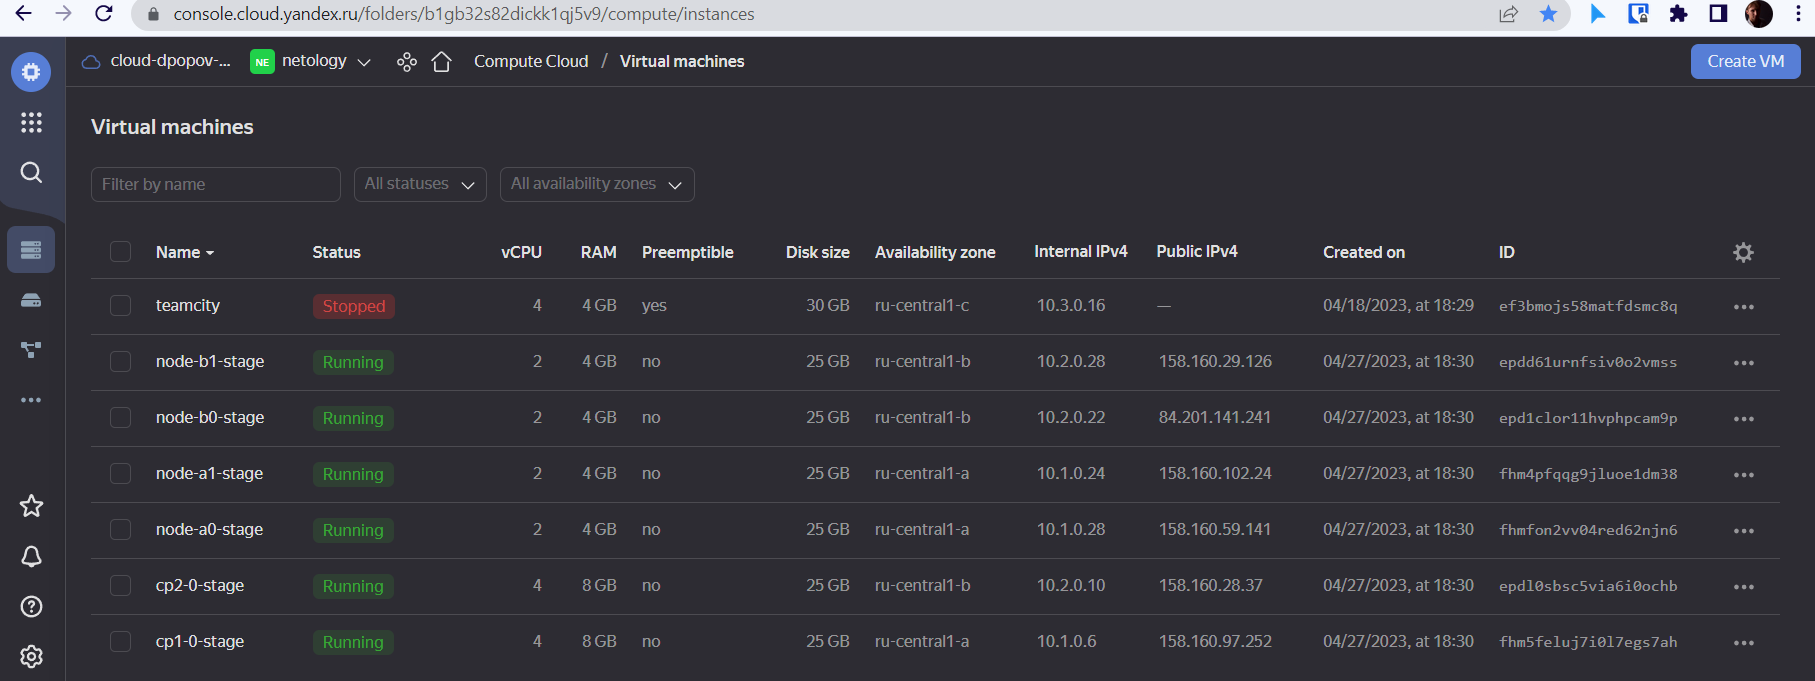 console.cloud.yandex.ru/folders/b1gb32s82dickk1qj5v9/compute/instances
cloud-dpopov-... NE netology Compute Cloud / Virtual machines Create VM
Virtual machines
Filter by name All statuses All availability zones
Name Status vCPU RAM Preemptible Disk size Availability zone Internal IPv4 Public IPv4 Created on ID
teamcity Stopped 4 4 GB yes 30 GB ru-central1-c 10.3.0.16 — 04/18/2023, at 18:29 ef3bmojs58matfdsmc8q
node-b1-stage Running 2 4 GB no 25 GB ru-central1-b 10.2.0.28 158.160.29.126 04/27/2023, at 18:30 epdd61urnfsiv0o2vmss
node-b0-stage Running 2 4 GB no 25 GB ru-central1-b 10.2.0.22 84.201.141.241 04/27/2023, at 18:30 epd1clor11hvphpcam9p
node-a1-stage Running 2 4 GB no 25 GB ru-central1-a 10.1.0.24 158.160.102.24 04/27/2023, at 18:30 fhm4pfqqg9jluoe1dm38
node-a0-stage Running 2 4 GB no 25 GB ru-central1-a 10.1.0.28 158.160.59.141 04/27/2023, at 18:30 fhmfon2vv04red62njn6
cp2-0-stage Running 4 8 GB no 25 GB ru-central1-b 10.2.0.10 158.160.28.37 04/27/2023, at 18:30 epdl0sbsc5via6i0ochb
cp1-0-stage Running 4 8 GB no 25 GB ru-central1-a 10.1.0.6 158.160.97.252 04/27/2023, at 18:30 fhm5feluj7i0l7egs7ah